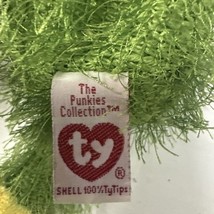 The
Punkies
Collection™
ty
®
SHELL 100%TyTips